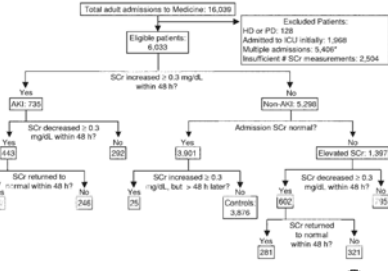 Total adult admissions to Medicine: 16,039
Excluded Patients:
HD or PD: 128
Admitted to ICU initially: 1,968
Multiple admissions: 5,406*
Insufficient # SCr measurements: 2,504
Eligible patients:
6,033
SCr increased ≥ 0.3 mg/dL
within 48 h?
Yes
No
AKI: 735
Non-AKI: 5,298
SCr decreased ≥ 0.3
mg/dL within 48 h?
Admission SCr normal?
Yes
No
Yes
No
443
292
3,901
Elevated SCr: 1,397
SCr returned to
normal within 48 h?
SCr increased ≥ 0.3
mg/dL, but > 48 h later?
SCr decreased ≥ 0.3
mg/dL within 48 h?
No
Yes
No
Yes
No
246
25
Controls:
3,876
602
SCr returned
to normal
within 48 h?
Yes
No
281
321